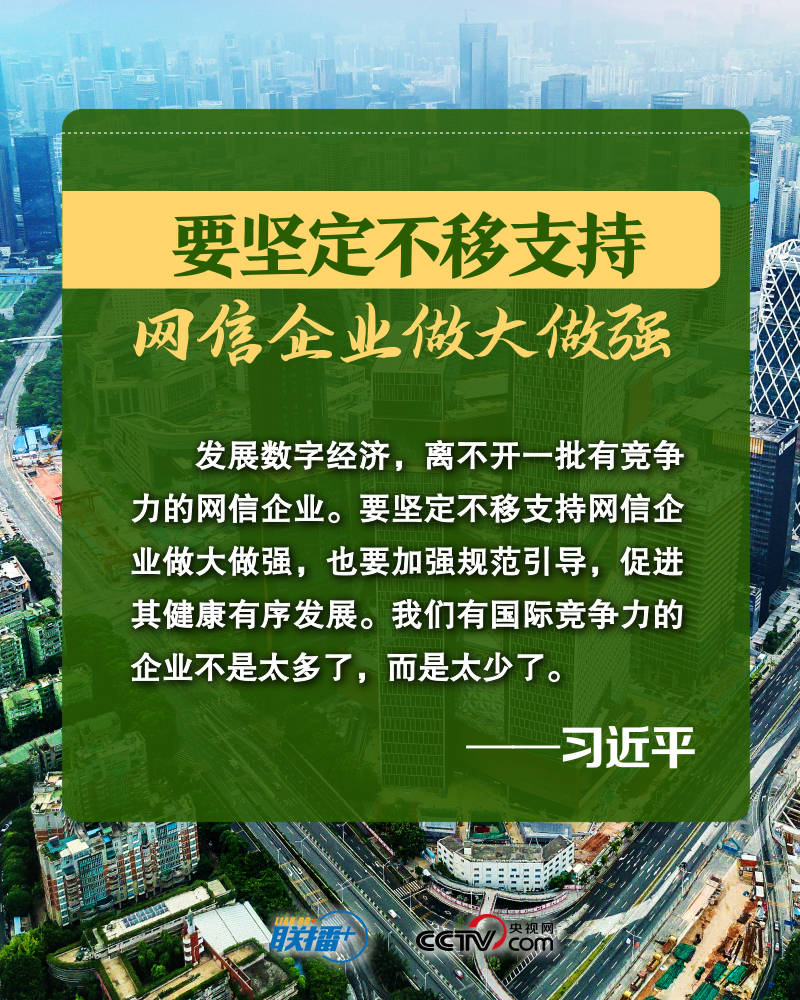 要坚定不移支持
网信企业做大做强
发展数字经济，离不开一批有竞争
力的网信企业。要坚定不移支持网信企
业做大做强，也要加强规范引导，促进
其健康有序发展。我们有国际竞争力的
企业不是太多了，而是太少了。
——习近平
LIAN BO+
联播+
CCTV.com
央视网